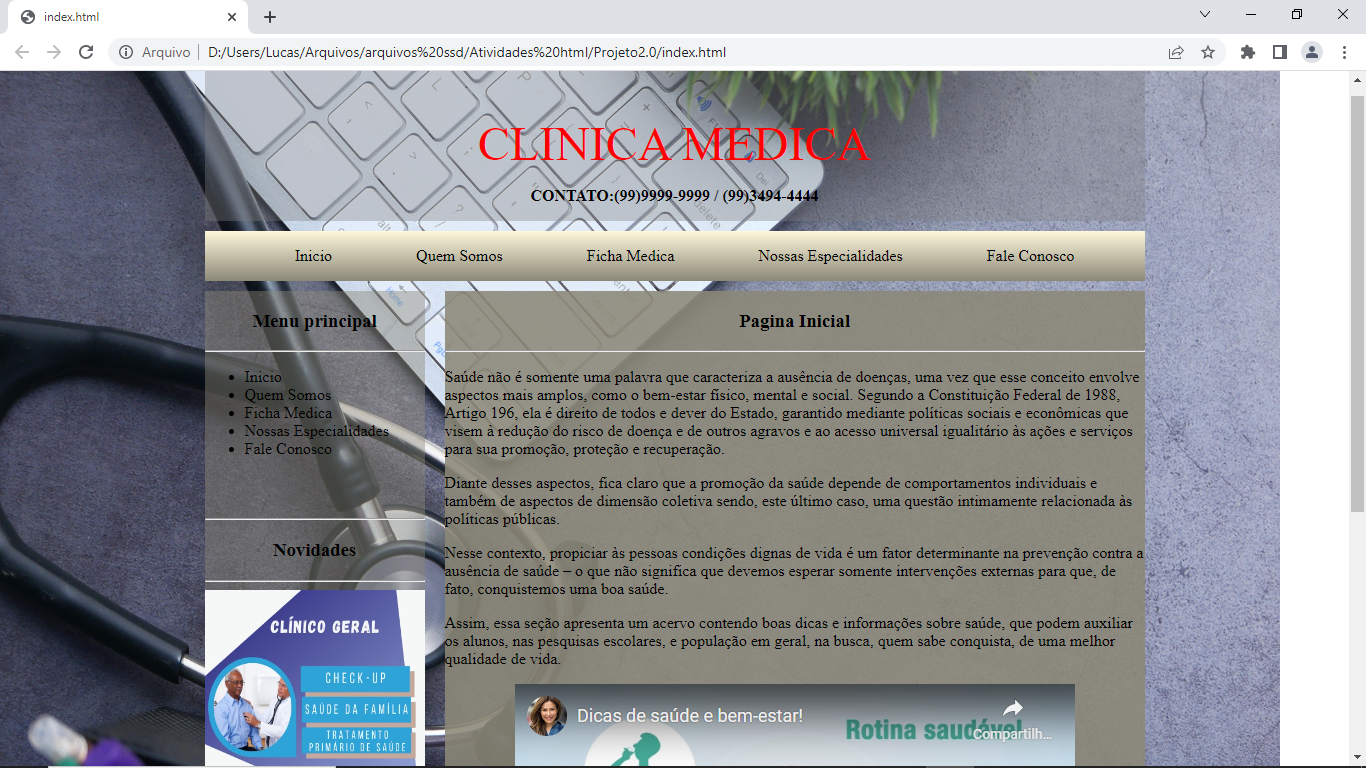 index.html
Arquivo | D:/Users/Lucas/Arquivos/arquivos%20ssd/Atividades%20html/Projeto2.0/index.html
CLINICA MEDICA
CONTATO:(99)9999-9999 / (99)3494-4444
Inicio Quem Somos Ficha Medica Nossas Especialidades Fale Conosco
Menu principal
• Inicio
• Quem Somos
• Ficha Medica
• Nossas Especialidades
• Fale Conosco
Novidades
CLÍNICO GERAL
CHECK-UP
SAÚDE DA FAMÍLIA
TRATAMENTO
PRIMÁRIO DE SAÚDE
Pagina Inicial
Saúde não é somente uma palavra que caracteriza a ausência de doenças, uma vez que esse conceito envolve
aspectos mais amplos, como o bem-estar físico, mental e social. Segundo a Constituição Federal de 1988,
Artigo 196, ela é direito de todos e dever do Estado, garantido mediante políticas sociais e econômicas que
visem à redução do risco de doença e de outros agravos e ao acesso universal igualitário às ações e serviços
para sua promoção, proteção e recuperação.
Diante desses aspectos, fica claro que a promoção da saúde depende de comportamentos individuais e
também de aspectos de dimensão coletiva sendo, este último caso, uma questão intimamente relacionada às
políticas públicas.
Nesse contexto, propiciar às pessoas condições dignas de vida é um fator determinante na prevenção contra a
ausência de saúde – o que não significa que devemos esperar somente intervenções externas para que, de
fato, conquistemos uma boa saúde.
Assim, essa seção apresenta um acervo contendo boas dicas e informações sobre saúde, que podem auxiliar
os alunos, nas pesquisas escolares, e população em geral, na busca, quem sabe conquista, de uma melhor
qualidade de vida.
Dicas de saúde e bem-estar!
Rotina saudável
Compartilh...